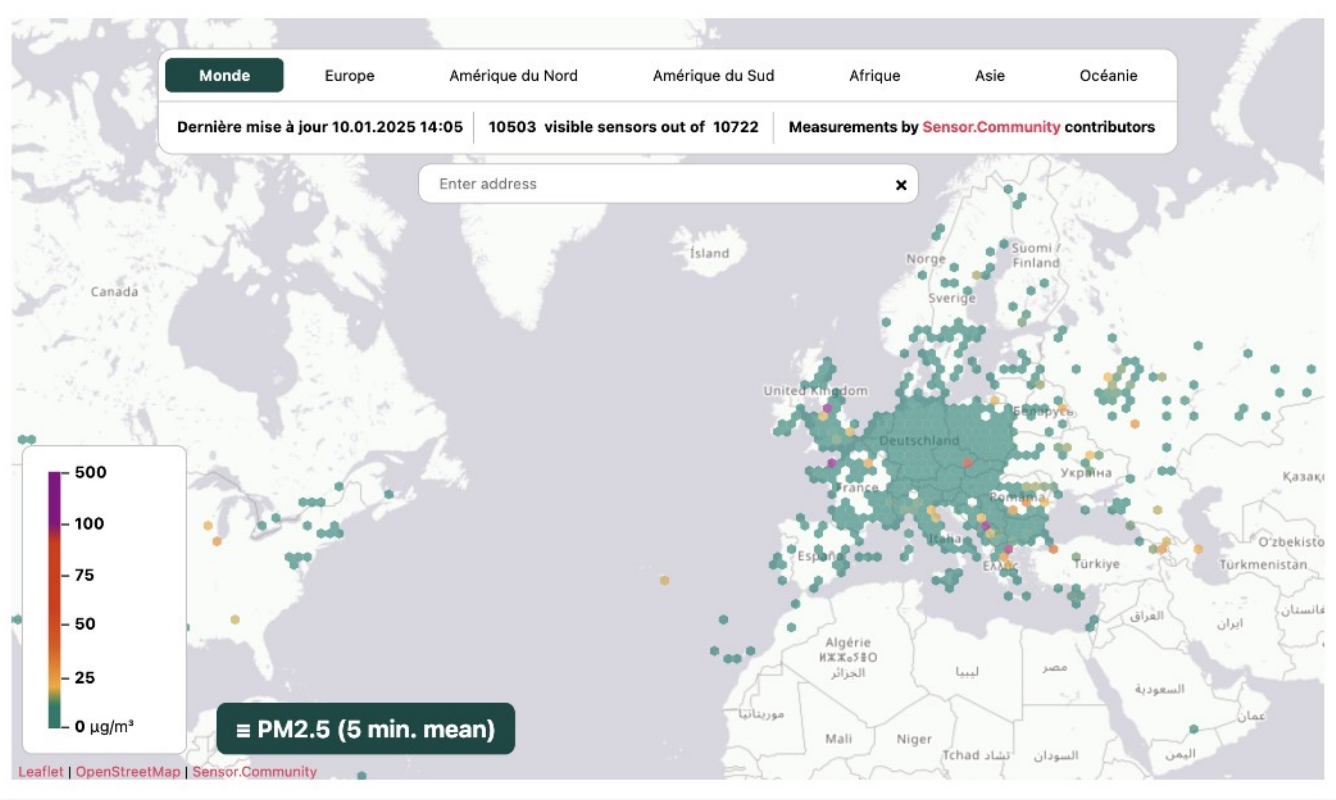 Monde Europe Amérique du Nord Amérique du Sud Afrique Asie Océanie
Dernière mise à jour 10.01.2025 14:05 10503 visible sensors out of 10722 Measurements by Sensor.Community contributors
Enter address ×
Ísland
Norge
Suomi /
Finland
Sverige
Canada
United Kingdom
Беларусь
Deutschland
Україна
France
România
Italia
España
Türkiye
O'zbekisto
Türkmenistan
العراق
ايران
Algérie
ⵍⵣⵣⴰⵢⴻⵔ
الجزائر
ليبيا
مصر
السعودية
عمان
موريتانيا
Mali
Niger
Tchad تشاد
السودان
اليمن
500
100
75
50
25
0 µg/m³
≡ PM2.5 (5 min. mean)
Leaflet | OpenStreetMap | Sensor.Community